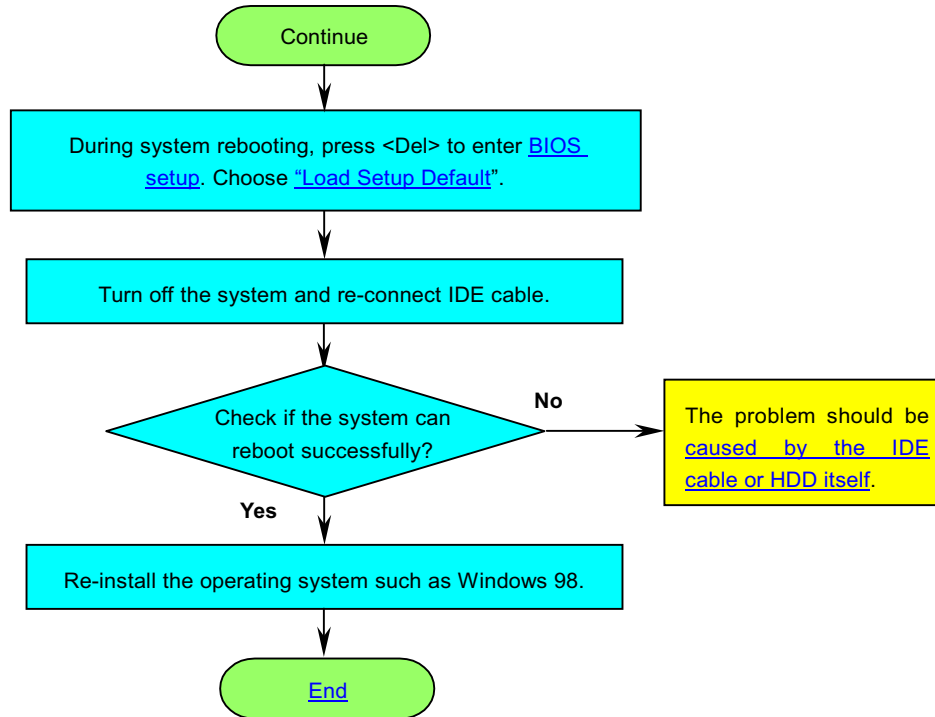 Continue
During system rebooting, press <Del> to enter BIOS
setup. Choose “Load Setup Default”.
Turn off the system and re-connect IDE cable.
Check if the system can
reboot successfully?
No
The problem should be
caused by the IDE
cable or HDD itself.
Yes
Re-install the operating system such as Windows 98.
End